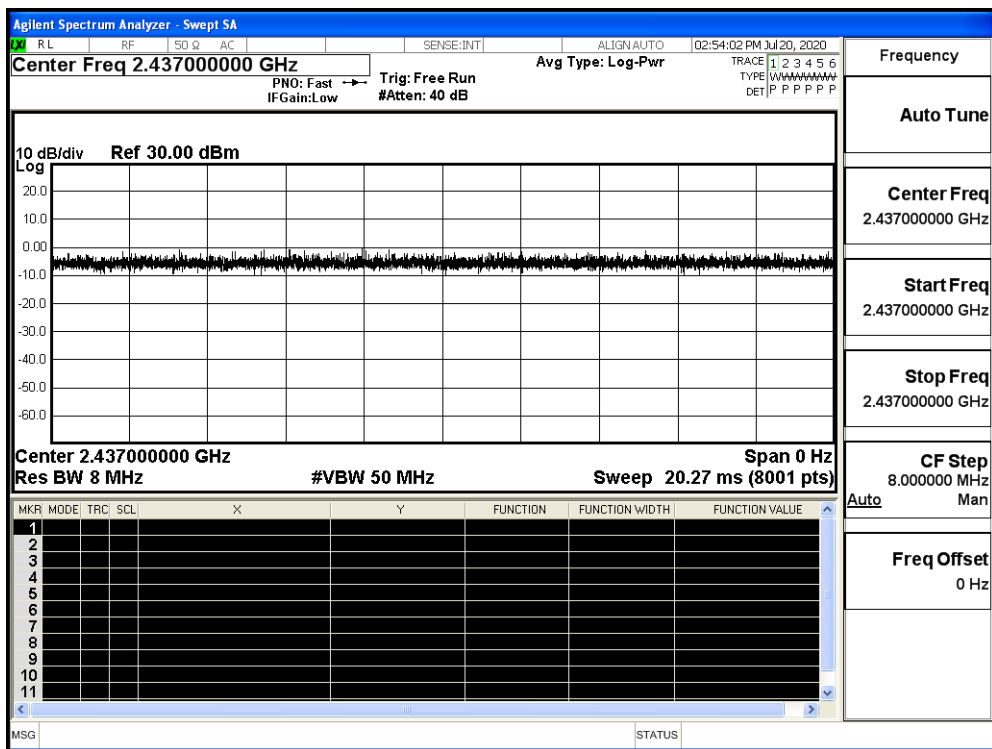 Agilent Spectrum Analyzer - Swept SA
LXI RL RF 50 Ω AC SENSE:INT ALIGN AUTO 02:54:02 PM Jul 20, 2020
Center Freq 2.437000000 GHz
PNO: Fast
IFGain:Low
Trig: Free Run
#Atten: 40 dB
Avg Type: Log-Pwr
TRACE 1 2 3 4 5 6
TYPE
DET P P P P P P
10 dB/div Ref 30.00 dBm
Log
20.0
10.0
0.00
-10.0
-20.0
-30.0
-40.0
-50.0
-60.0
Center 2.437000000 GHz Span 0 Hz
Res BW 8 MHz #VBW 50 MHz Sweep 20.27 ms (8001 pts)
MKR MODE TRC SCL X Y FUNCTION FUNCTION WIDTH FUNCTION VALUE
1
2
3
4
5
6
7
8
9
10
11
MSG STATUS
Frequency
Auto Tune
Center Freq
2.437000000 GHz
Start Freq
2.437000000 GHz
Stop Freq
2.437000000 GHz
CF Step
8.000000 MHz
Auto Man
Freq Offset
0 Hz